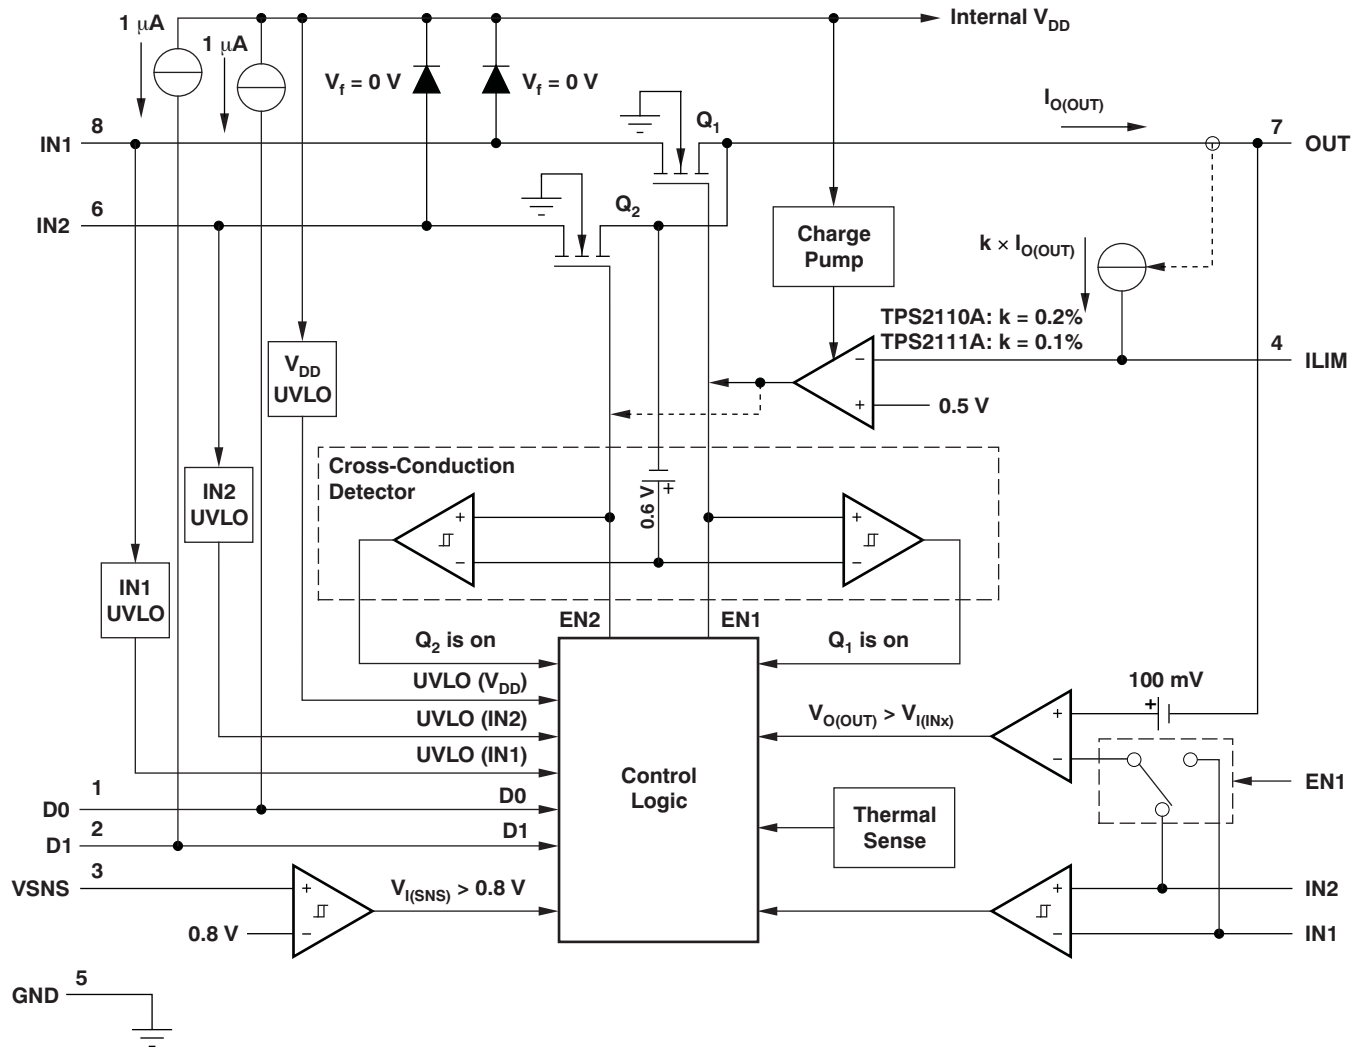 1 μA
1 μA
Internal V_DD
V_f = 0 V
V_f = 0 V
I_O(OUT)
8
IN1
Q_1
7
OUT
6
IN2
Q_2
Charge
Pump
k × I_O(OUT)
TPS2110A: k = 0.2%
TPS2111A: k = 0.1%
4
ILIM
V_DD
UVLO
−
+
0.5 V
Cross-Conduction
Detector
IN2
UVLO
0.6 V
+
+
−
+
−
IN1
UVLO
EN2
EN1
Q_2 is on
Q_1 is on
UVLO (V_DD)
UVLO (IN2)
UVLO (IN1)
100 mV
+
V_O(OUT) > V_I(INx)
+
−
EN1
Control
Logic
1
D0
D0
2
D1
D1
Thermal
Sense
3
VSNS
+
−
V_I(SNS) > 0.8 V
0.8 V
+
−
IN2
IN1
5
GND